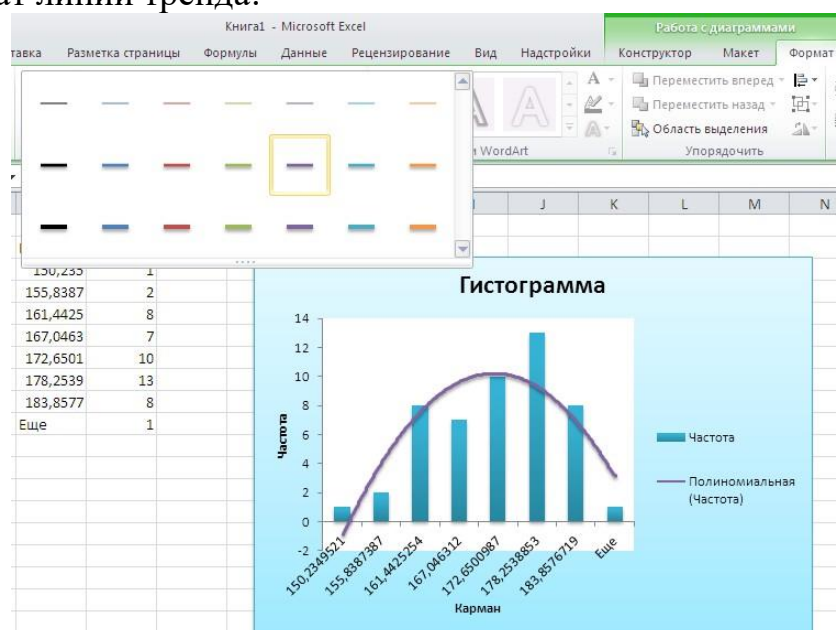 ат линии тренда.
Книга1 - Microsoft Excel
Работа с диаграммами
тавка Разметка страницы Формулы Данные Рецензирование Вид Надстройки Конструктор Макет Формат
A A
Переместить вперед
Переместить назад
Область выделения
и WordArt
Упорядочить
J K L M N
150,235 1
155,8387 2
161,4425 8
167,0463 7
172,6501 10
178,2539 13
183,8577 8
Еще 1
Гистограмма
14
12
10
8
6
4
2
0
-2
Частота
150,2349521 155,8387387 161,4425254 167,046312 172,6500987 178,2538853 183,8576719 Еще
Карман
Частота
Полиномиальная
(Частота)